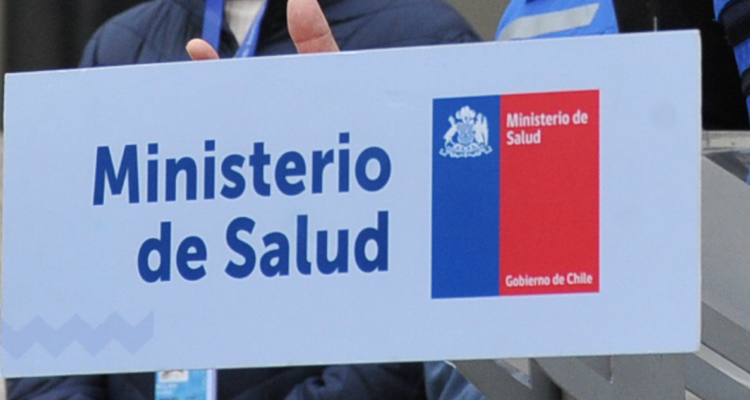 Ministerio
de Salud
Ministerio de
Salud
Gobierno de Chile